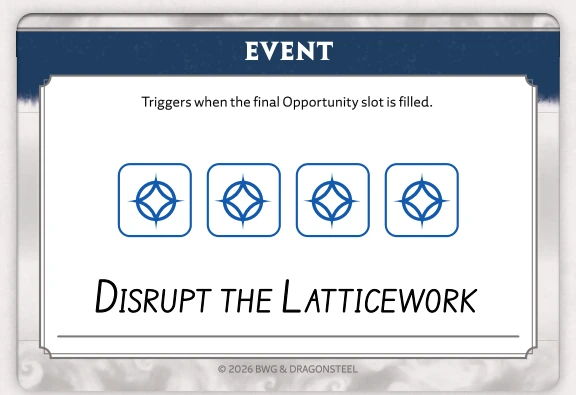 EVENT
Triggers when the final Opportunity slot is filled.
Disrupt the Latticework
© 2026 BWG & DRAGONSTEEL